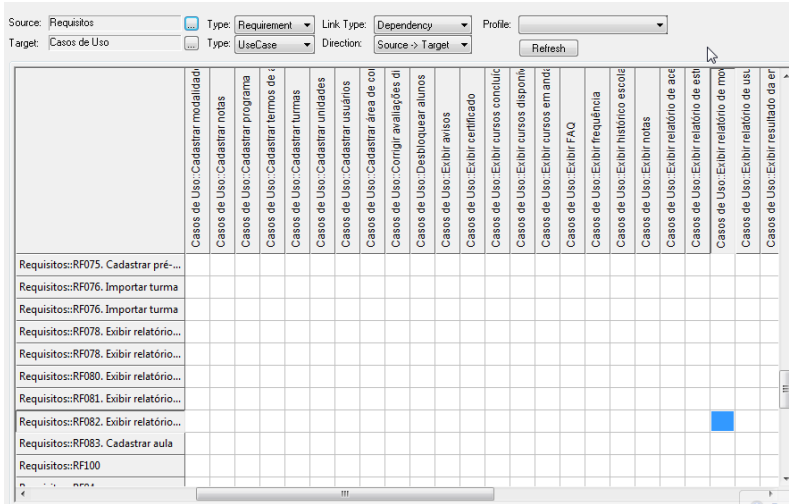 Source: Requisitos ... Type: Requirement Link Type: Dependency Profile:
Target: Casos de Uso ... Type: UseCase Direction: Source -> Target Refresh
Casos de Uso::Cadastrar modalidad
Casos de Uso::Cadastrar notas
Casos de Uso::Cadastrar programa
Casos de Uso::Cadastrar termos de
Casos de Uso::Cadastrar turmas
Casos de Uso::Cadastrar unidades
Casos de Uso::Cadastrar usuários
Casos de Uso::Cadastrar área de co
Casos de Uso::Corrigir avaliações di
Casos de Uso::Desbloquear alunos
Casos de Uso::Exibir avisos
Casos de Uso::Exibir certificado
Casos de Uso::Exibir cursos concluíd
Casos de Uso::Exibir cursos disponív
Casos de Uso::Exibir cursos em anda
Casos de Uso::Exibir FAQ
Casos de Uso::Exibir frequência
Casos de Uso::Exibir histórico escola
Casos de Uso::Exibir notas
Casos de Uso::Exibir relatório de ace
Casos de Uso::Exibir relatório de est
Casos de Uso::Exibir relatório de mo
Casos de Uso::Exibir relatório de usu
Casos de Uso::Exibir resultado da er
Requisitos::RF075. Cadastrar pré-...
Requisitos::RF076. Importar turma
Requisitos::RF076. Importar turma
Requisitos::RF078. Exibir relatório...
Requisitos::RF078. Exibir relatório...
Requisitos::RF080. Exibir relatório...
Requisitos::RF081. Exibir relatório...
Requisitos::RF082. Exibir relatório...
Requisitos::RF083. Cadastrar aula
Requisitos::RF100